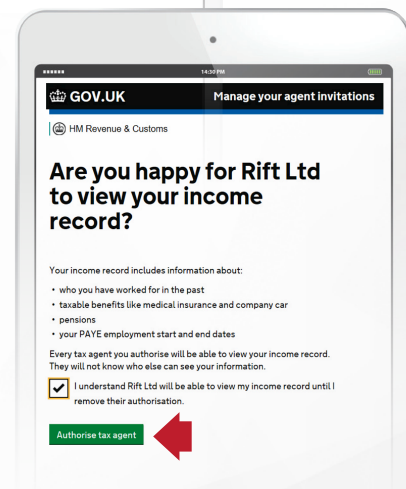 14:30 PM
GOV.UK Manage your agent invitations
HM Revenue & Customs
Are you happy for Rift Ltd
to view your income
record?
Your income record includes information about:
• who you have worked for in the past
• taxable benefits like medical insurance and company car
• pensions
• your PAYE employment start and end dates
Every tax agent you authorise will be able to view your income record.
They will not know who else can see your information.
I understand Rift Ltd will be able to view my income record until I
remove their authorisation.
Authorise tax agent